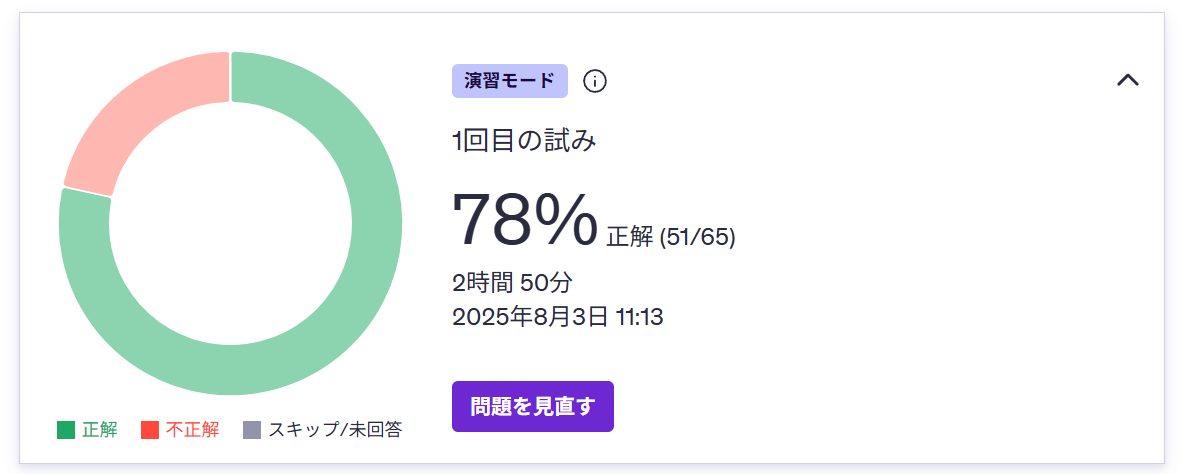 演習モード
1回目の試み
78% 正解 (51/65)
2時間 50分
2025年8月3日 11:13
問題を見直す
正解 不正解 スキップ/未回答